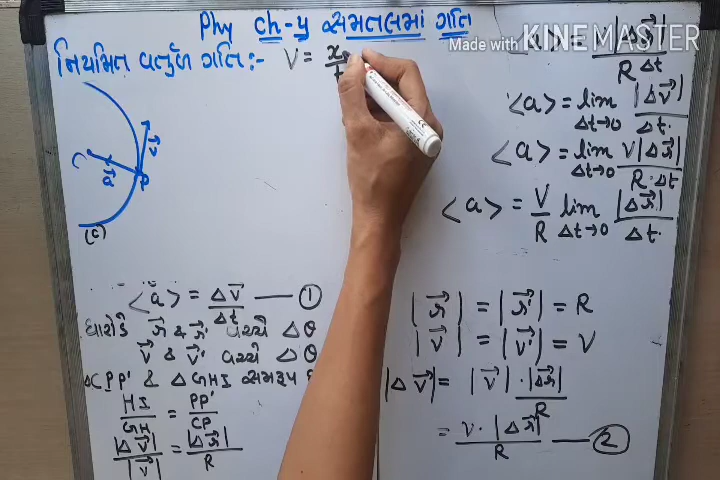 Phy ch-4 સમતલમાં ગતિ
Made with KINEMASTER
નિયમિત વર્તુળ ગતિ :- V = x
C
a⃗
v⃗
P
(C)
R Δt
<a> = lim |Δv⃗|
Δt→0 Δt.
<a> = lim V|Δr⃗|
Δt→0 R·Δt
<a> = V lim |Δr⃗|
R Δt→0 Δt.
<a⃗> = Δv⃗ — ①
Δt
ધારોકે r⃗ & r⃗' વચ્ચે Δθ
v⃗ & v⃗' વચ્ચે Δθ
ΔCPP' & ΔGHI સમરૂપ
HI = PP'
GH CP
|Δv⃗| = |Δr⃗|
|v⃗| R
|r⃗| = |r⃗'| = R
|v⃗| = |v⃗'| = V
|Δv⃗| = |v⃗| · |Δr⃗|
R
= v · |Δr⃗| — ②
R